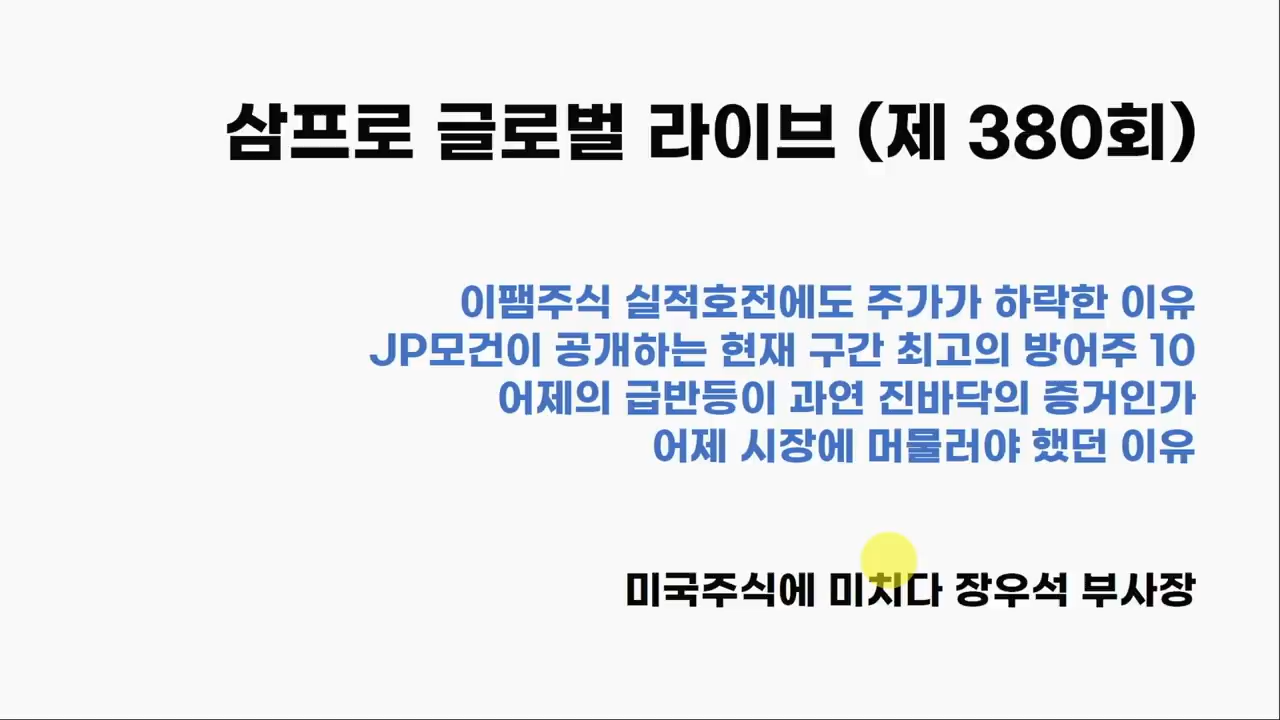 삼프로 글로벌 라이브 (제 380회)
이팸주식 실적호전에도 주가가 하락한 이유
JP모건이 공개하는 현재 구간 최고의 방어주 10
어제의 급반등이 과연 진바닥의 증거인가
어제 시장에 머물러야 했던 이유
미국주식에 미치다 장우석 부사장